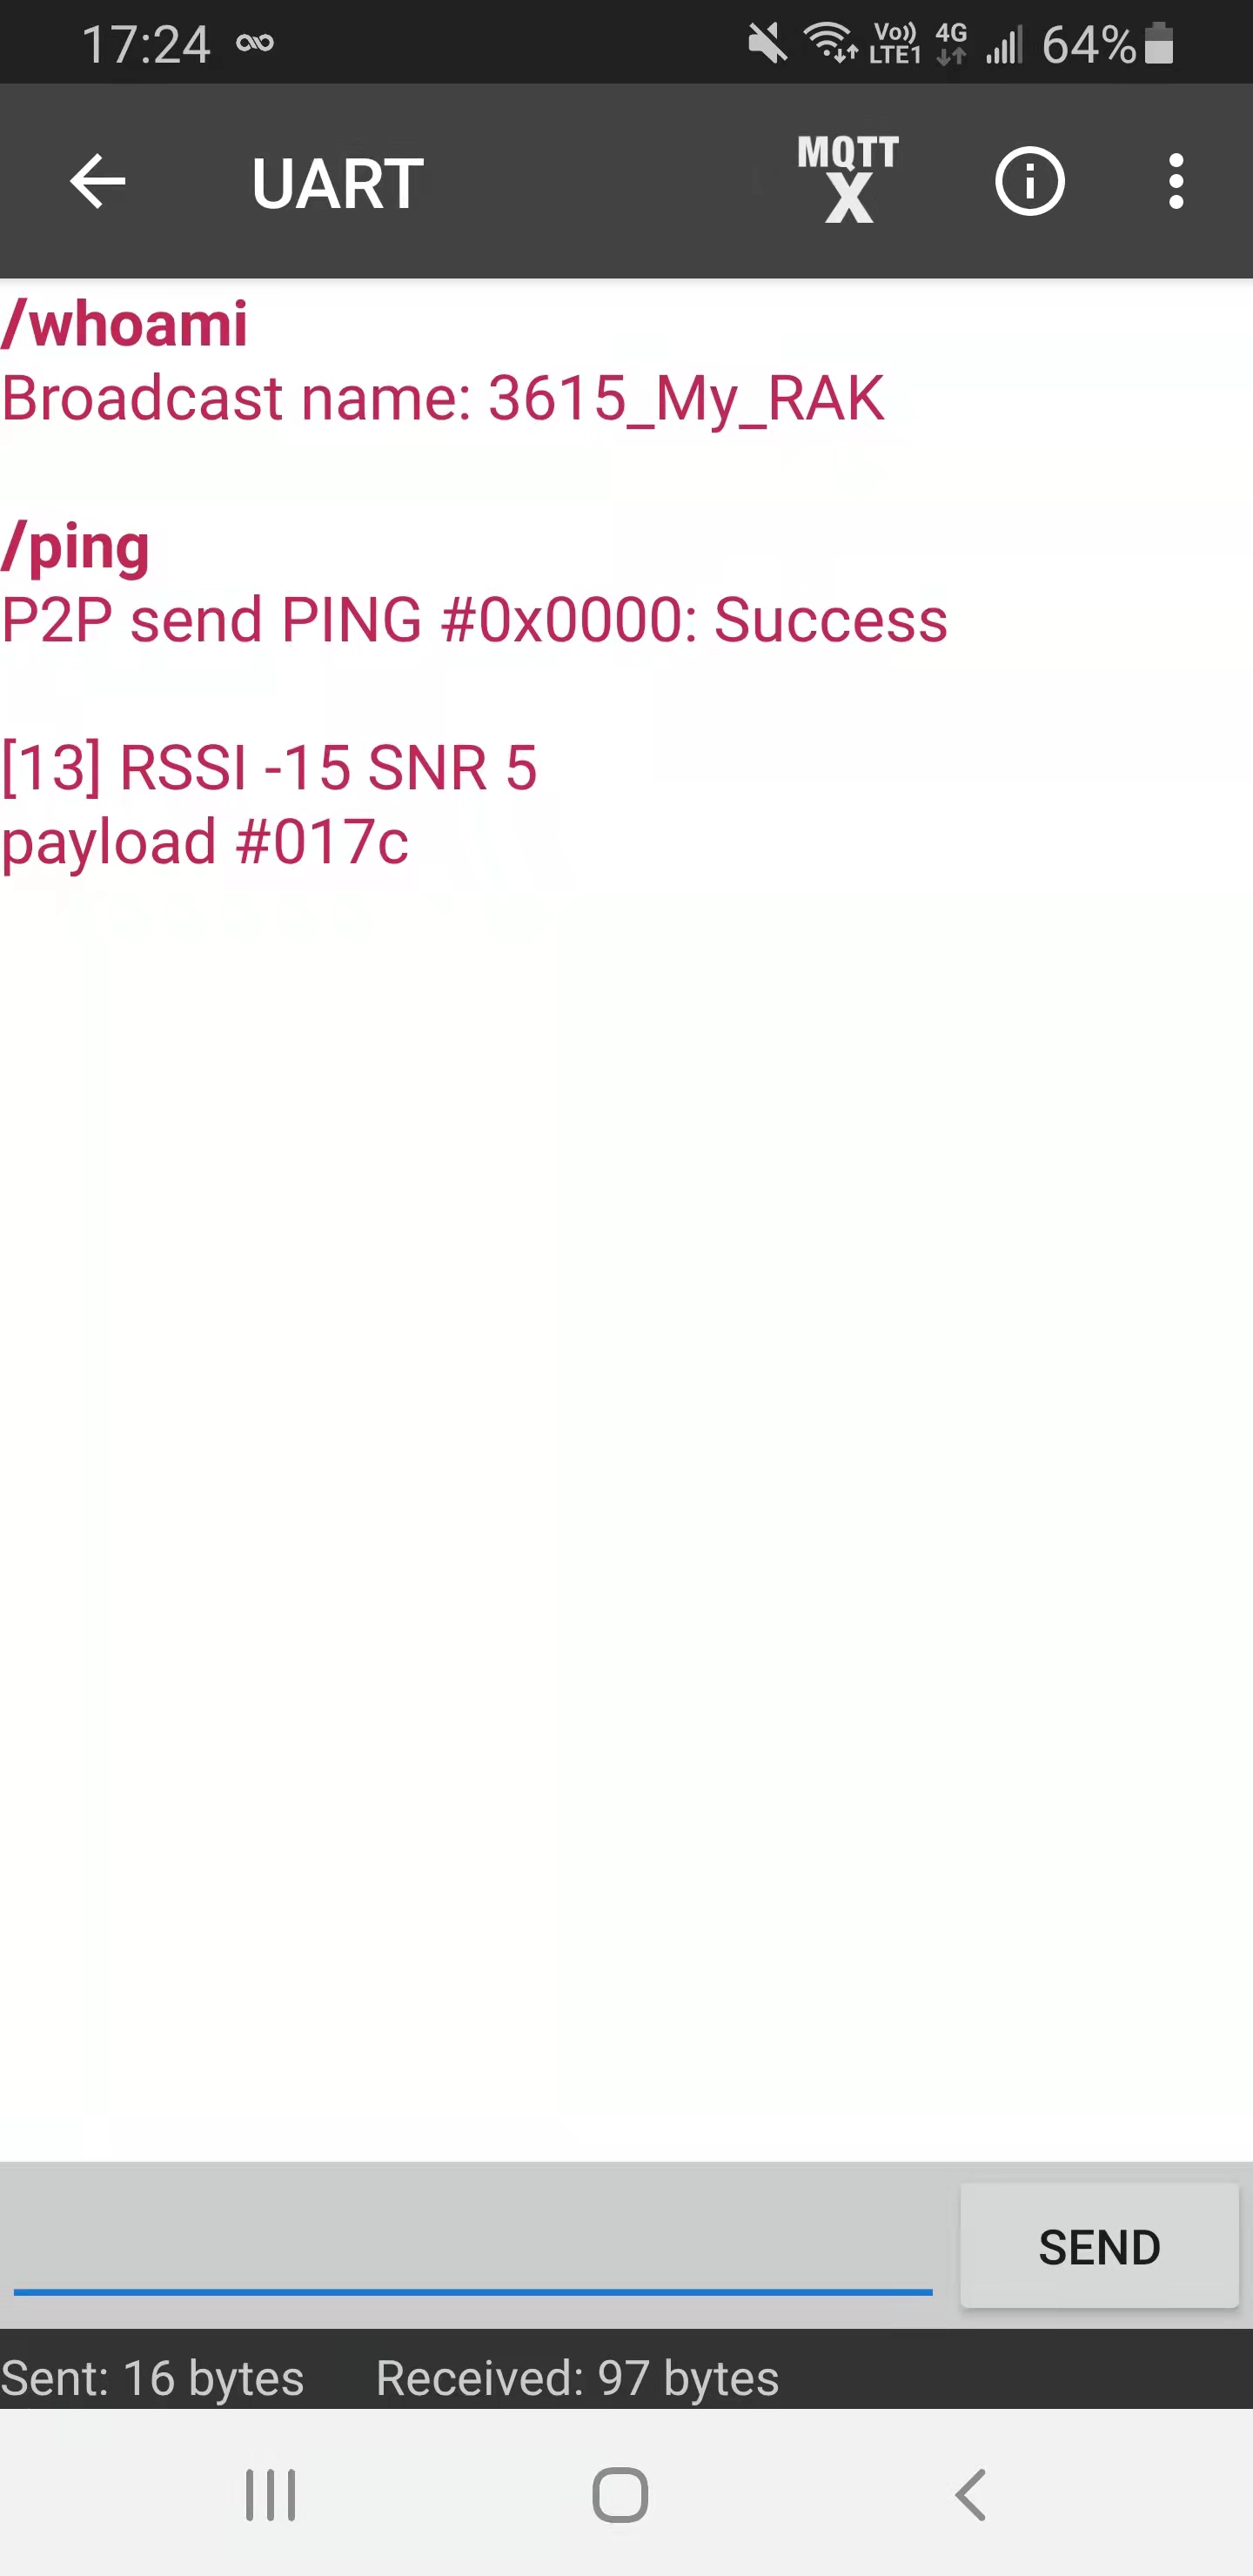 17:24 Vo)) LTE1 4G 64%
UART MQTT X
/whoami
Broadcast name: 3615_My_RAK
/ping
P2P send PING #0x0000: Success
[13] RSSI -15 SNR 5
payload #017c
SEND
Sent: 16 bytes Received: 97 bytes